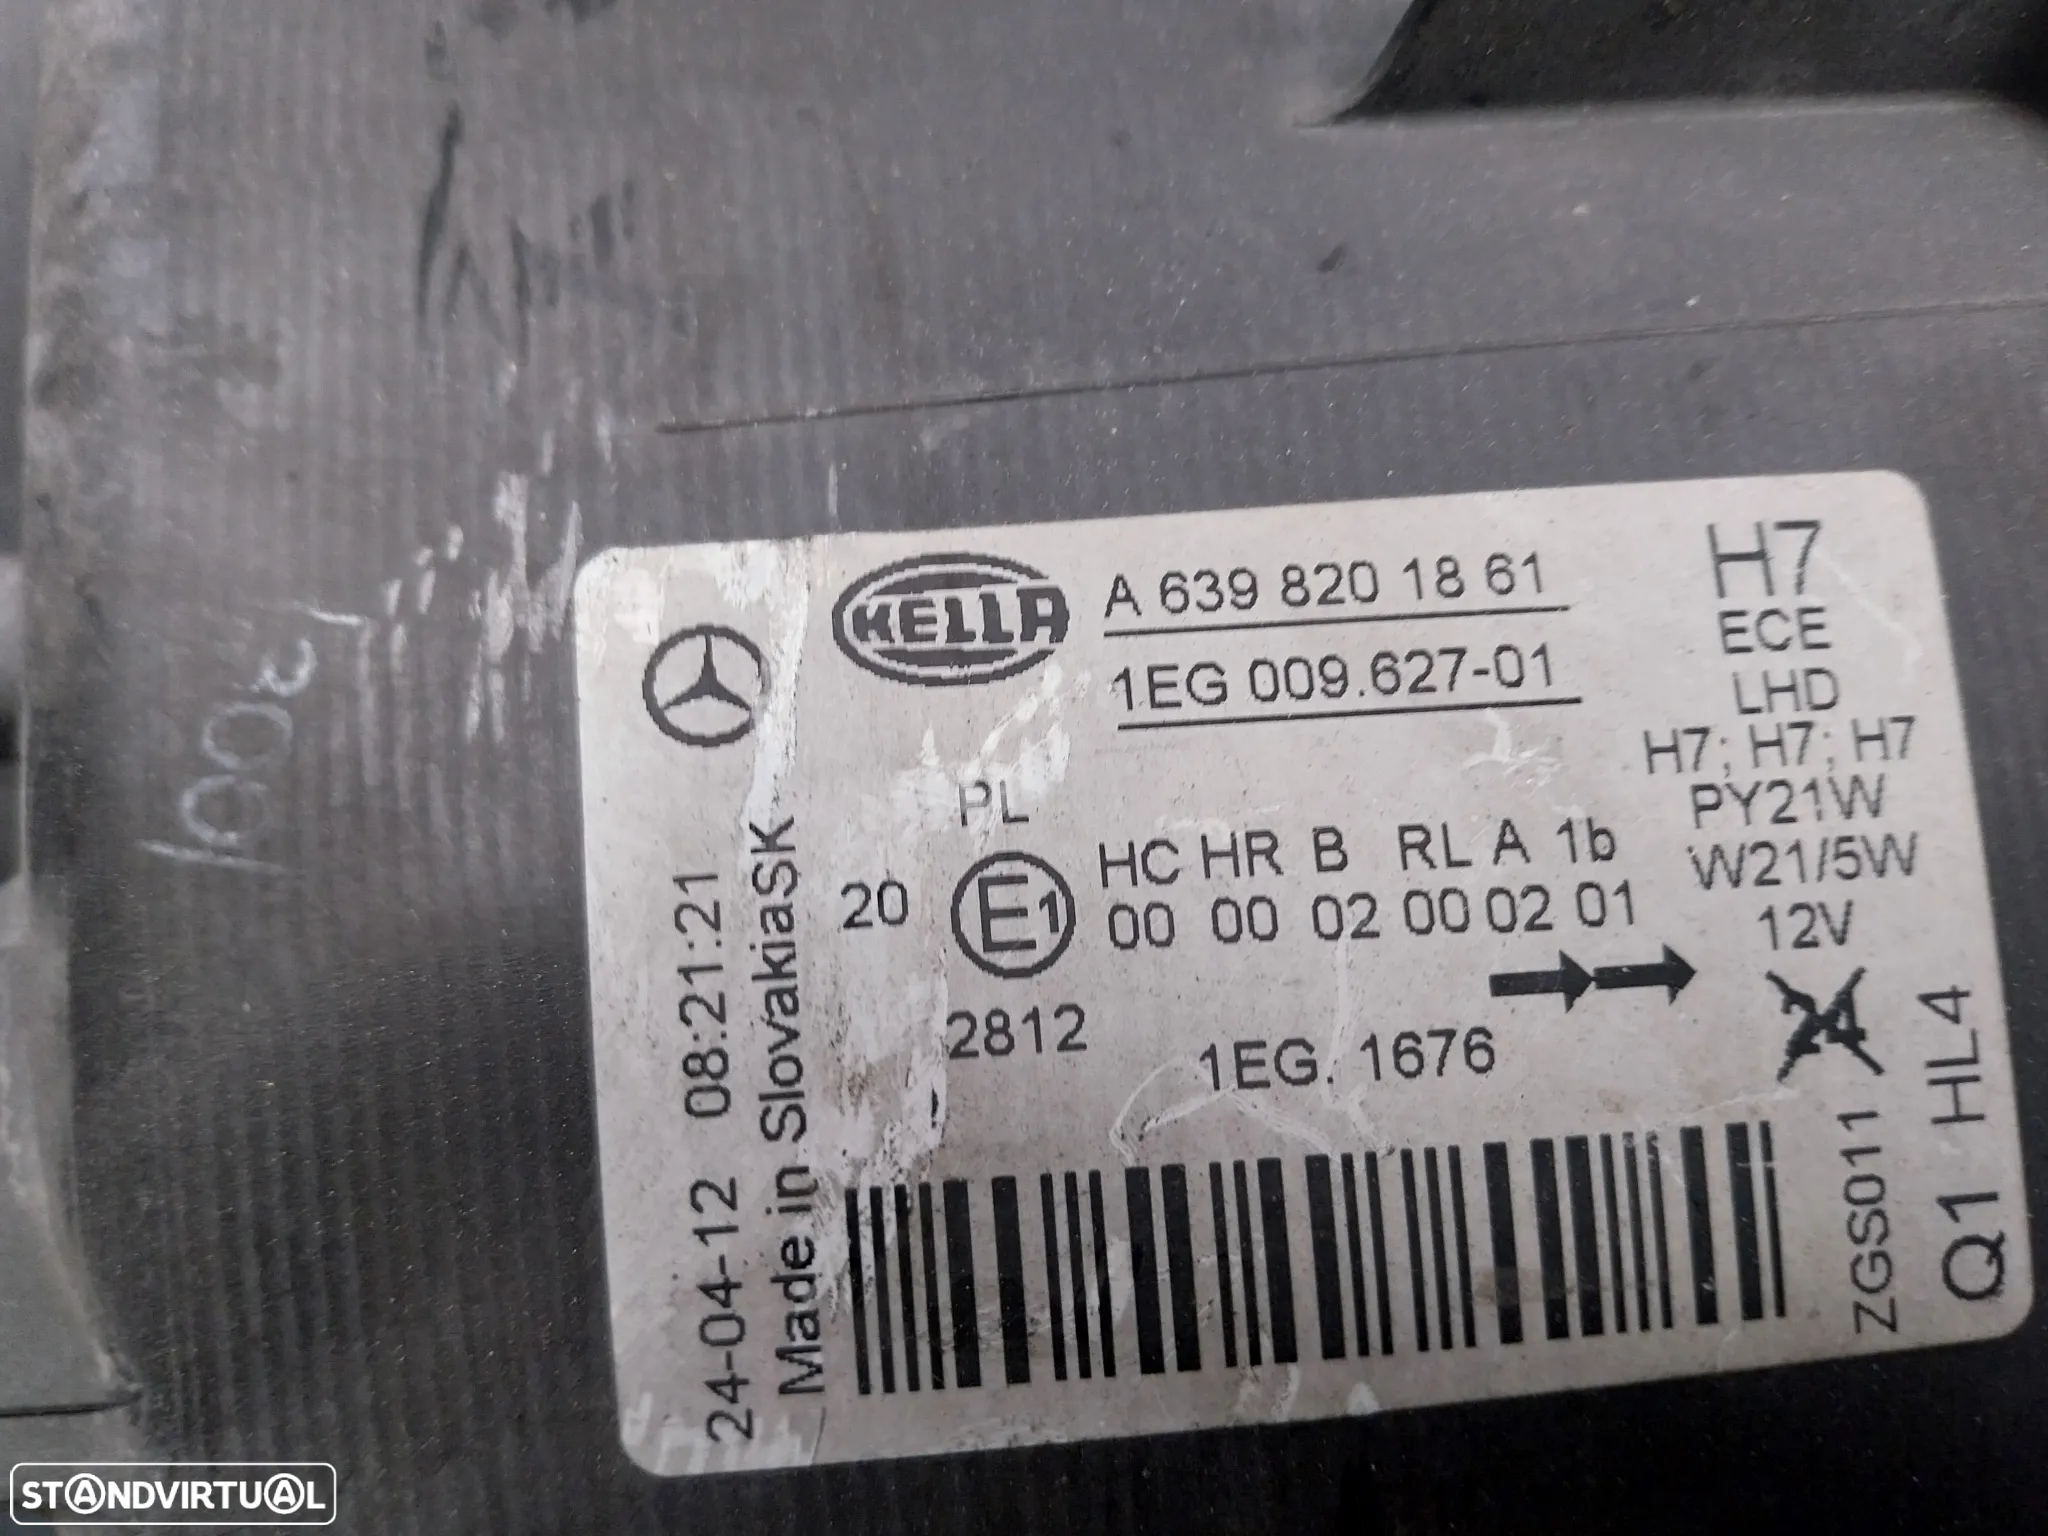 HELLA
A 639 820 18 61
1EG 009.627-01
H7
ECE
LHD
H7; H7; H7
PY21W
W21/5W
12V
24
PL
20
E1
HC HR B RL A 1b
00 00 02 00 02 01
2812
1EG. 1676
24-04-12 08:21:21
Made in SlovakiaSK
ZGS011
Q1 HL4
STANDVIRTUAL